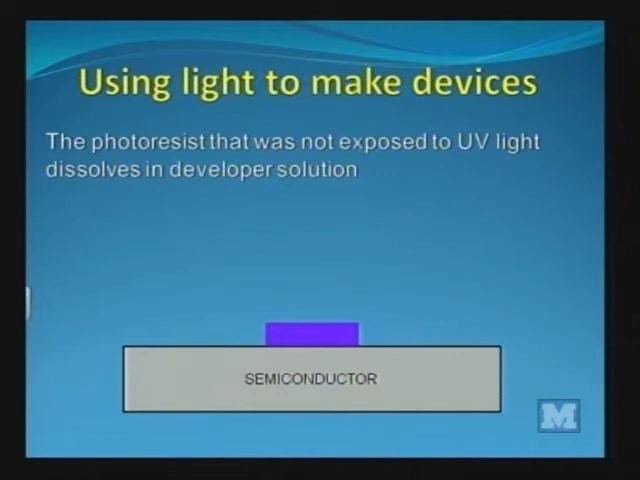 Using light to make devices
The photoresist that was not exposed to UV light
dissolves in developer solution
SEMICONDUCTOR
M